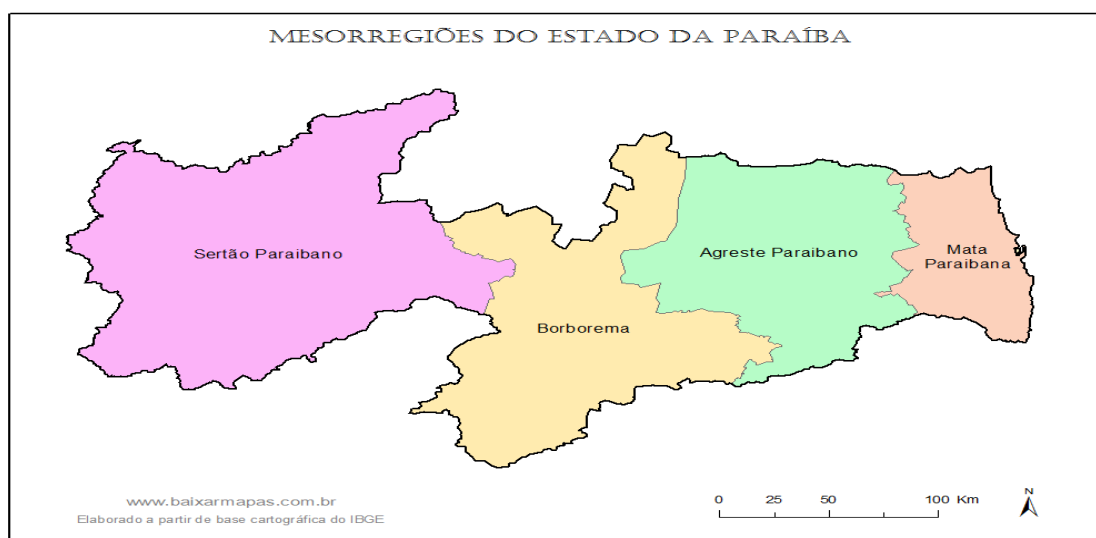 MESORREGIÕES DO ESTADO DA PARAÍBA
Sertão Paraibano
Borborema
Agreste Paraibano
Mata
Paraibana
www.baixarmapas.com.br
Elaborado a partir de base cartográfica do IBGE
0 25 50 100 Km
N